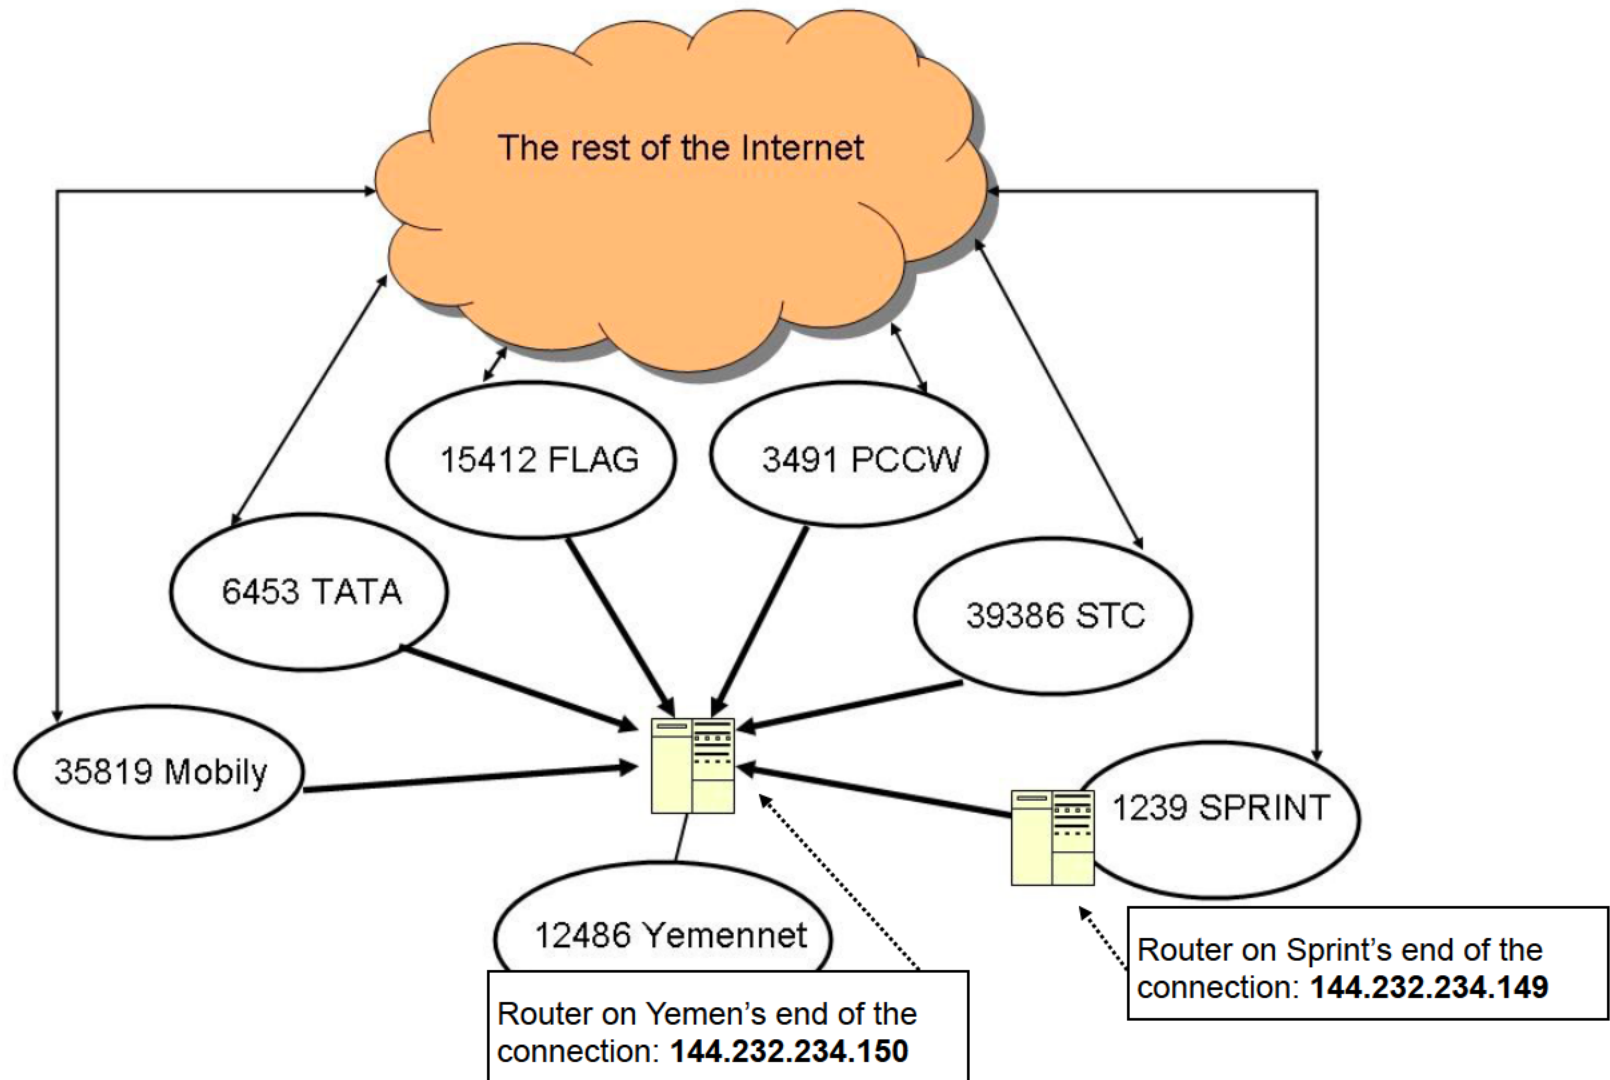 The rest of the Internet
15412 FLAG
3491 PCCW
6453 TATA
39386 STC
35819 Mobily
1239 SPRINT
12486 Yemennet
Router on Sprint’s end of the
connection: 144.232.234.149
Router on Yemen’s end of the
connection: 144.232.234.150